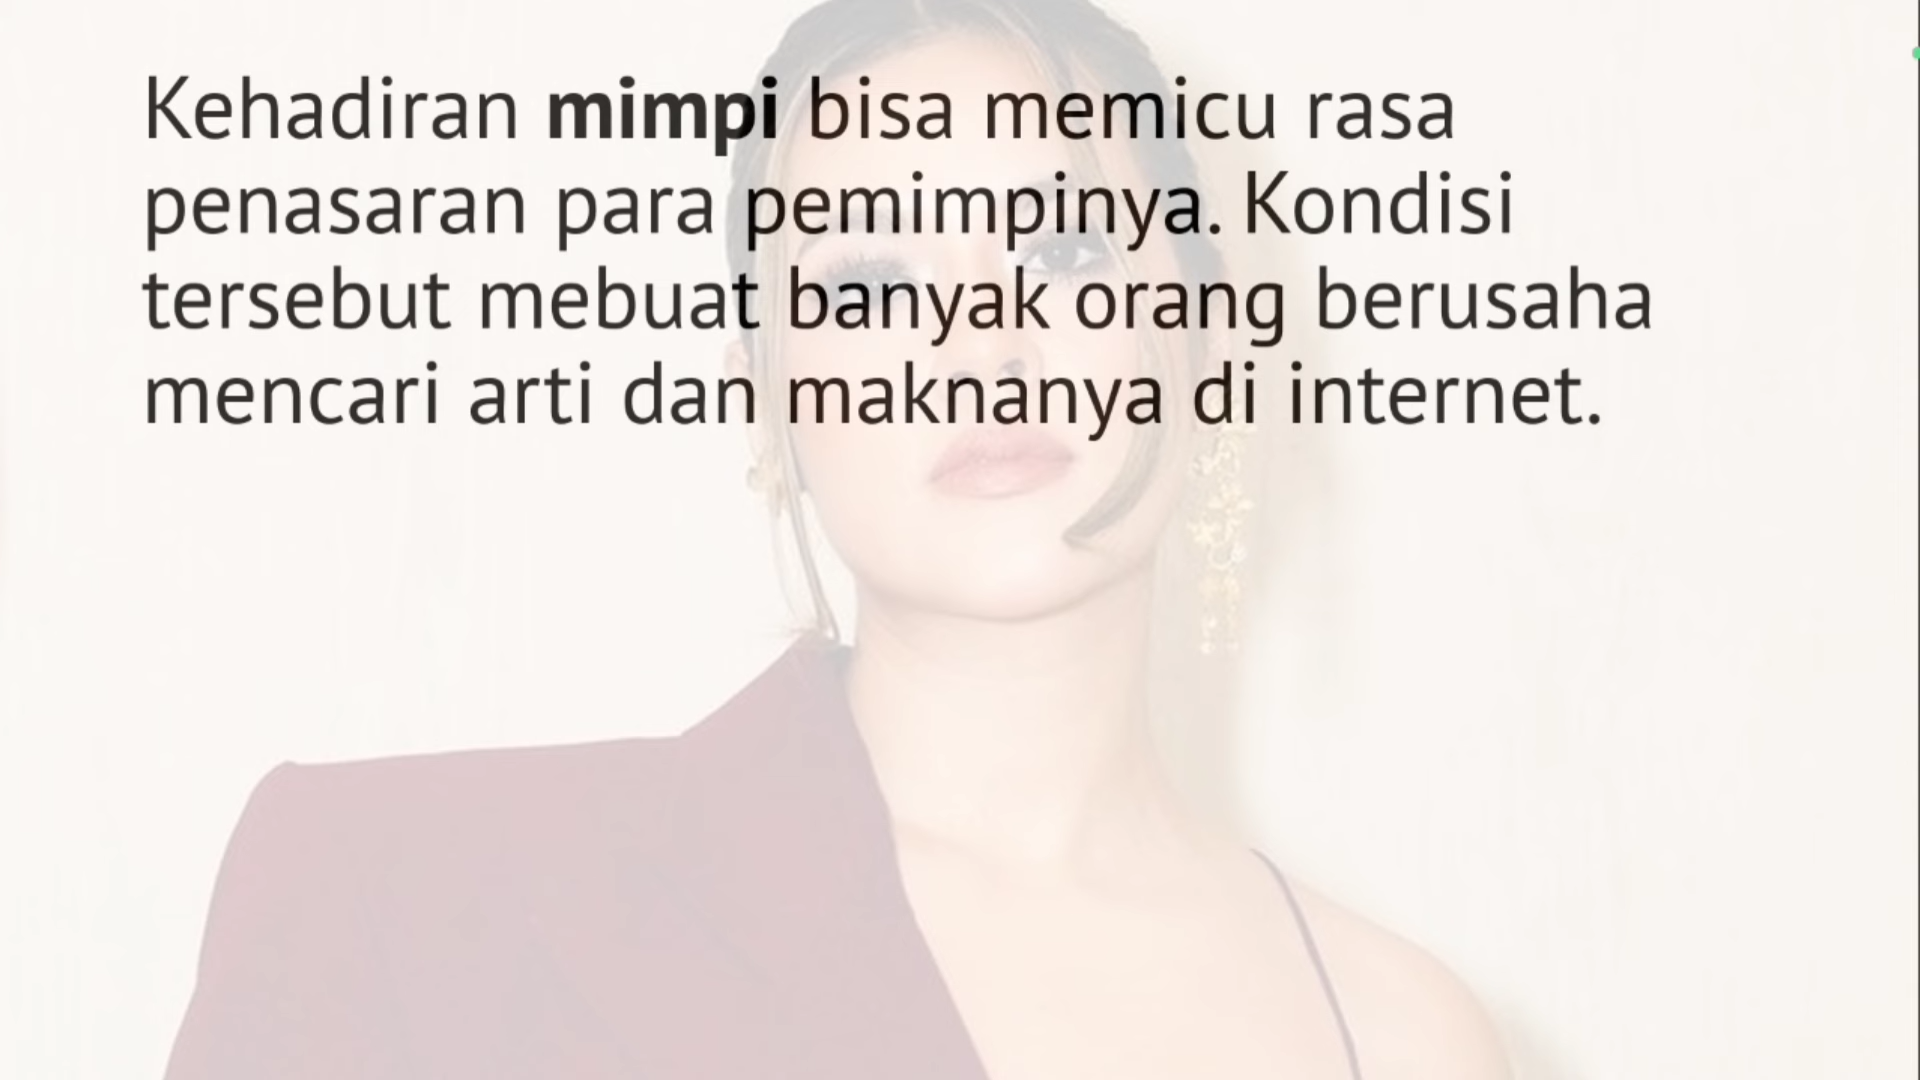 Kehadiran mimpi bisa memicu rasa
penasaran para pemimpinya. Kondisi
tersebut mebuat banyak orang berusaha
mencari arti dan maknanya di internet.